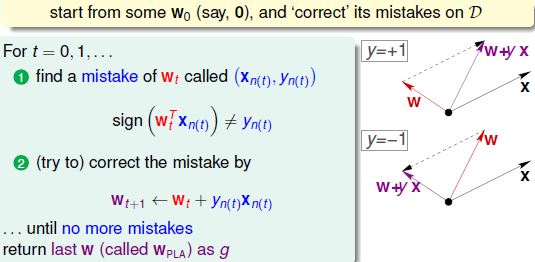 start from some w₀ (say, 0), and ‘correct’ its mistakes on 𝒟
For t = 0, 1, . . .
1 find a mistake of wₜ called (xₙ₍ₜ₎, yₙ₍ₜ₎)
sign (wₜᵀxₙ₍ₜ₎) ≠ yₙ₍ₜ₎
2 (try to) correct the mistake by
wₜ₊₁ ← wₜ + yₙ₍ₜ₎xₙ₍ₜ₎
. . . until no more mistakes
return last w (called w_PLA) as g
y=+1
w+y x
x
w
y=−1
w
x
w+y x